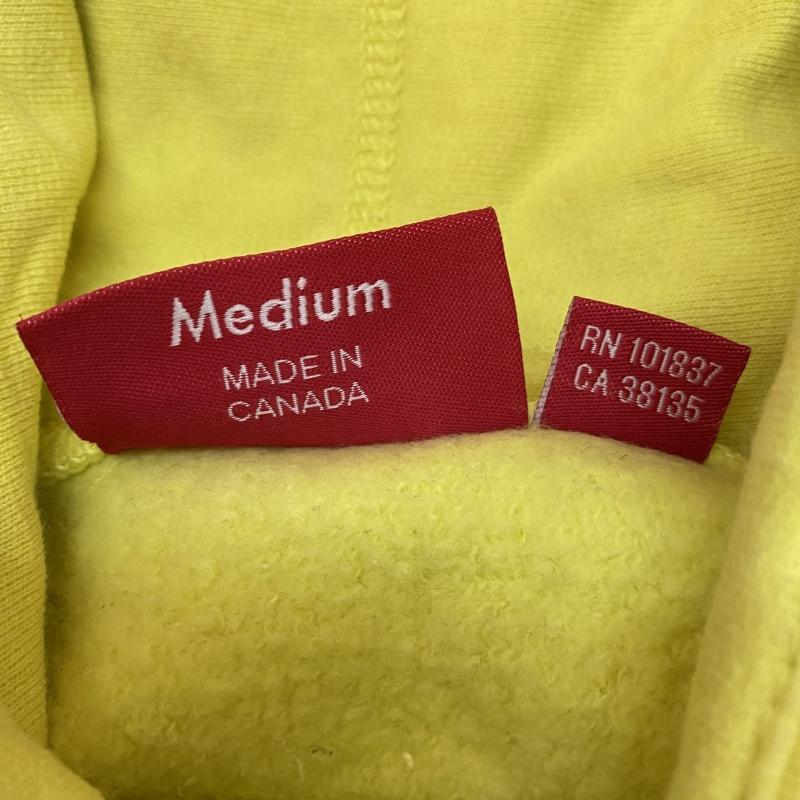 Medium
MADE IN
CANADA
RN 101837
CA 38135